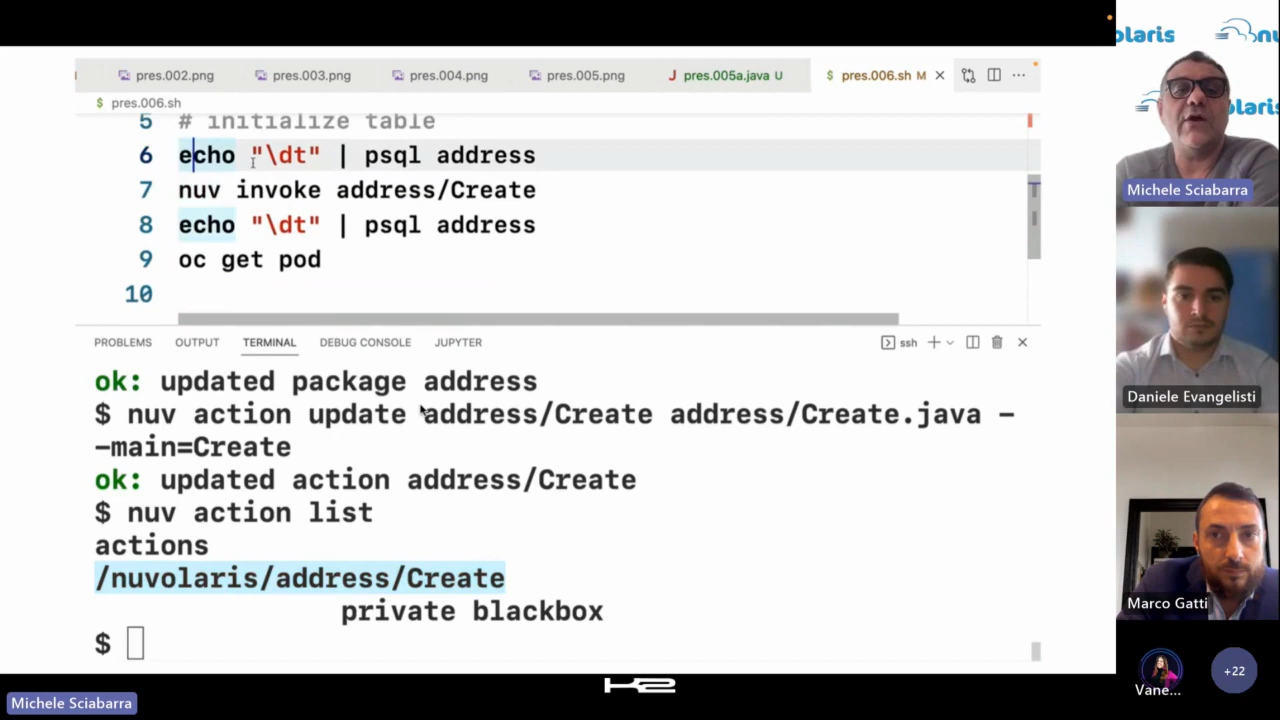 pres.002.png pres.003.png pres.004.png pres.005.png J pres.005a.java U $ pres.006.sh M
$ pres.006.sh
5 # initialize table
6 echo "\dt" | psql address
7 nuv invoke address/Create
8 echo "\dt" | psql address
9 oc get pod
10
PROBLEMS OUTPUT TERMINAL DEBUG CONSOLE JUPYTER ssh
ok: updated package address
$ nuv action update address/Create address/Create.java -
-main=Create
ok: updated action address/Create
$ nuv action list
actions
/nuvolaris/address/Create
private blackbox
$
K2
Michele Sciabarra
olaris nu
olaris
Michele Sciabarra
Daniele Evangelisti
Marco Gatti
Vane...
+22